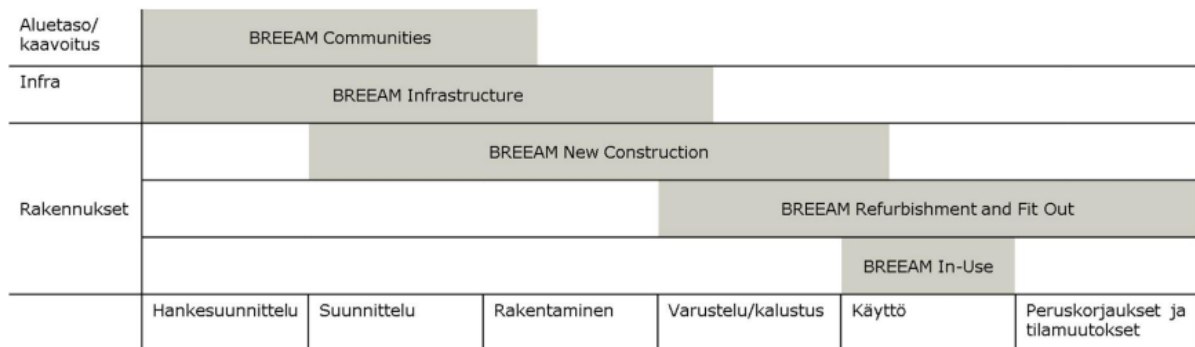 Aluetaso/
kaavoitus
BREEAM Communities
Infra
BREEAM Infrastructure
BREEAM New Construction
Rakennukset
BREEAM Refurbishment and Fit Out
BREEAM In-Use
Hankesuunnittelu
Suunnittelu
Rakentaminen
Varustelu/kalustus
Käyttö
Peruskorjaukset ja
tilamuutokset